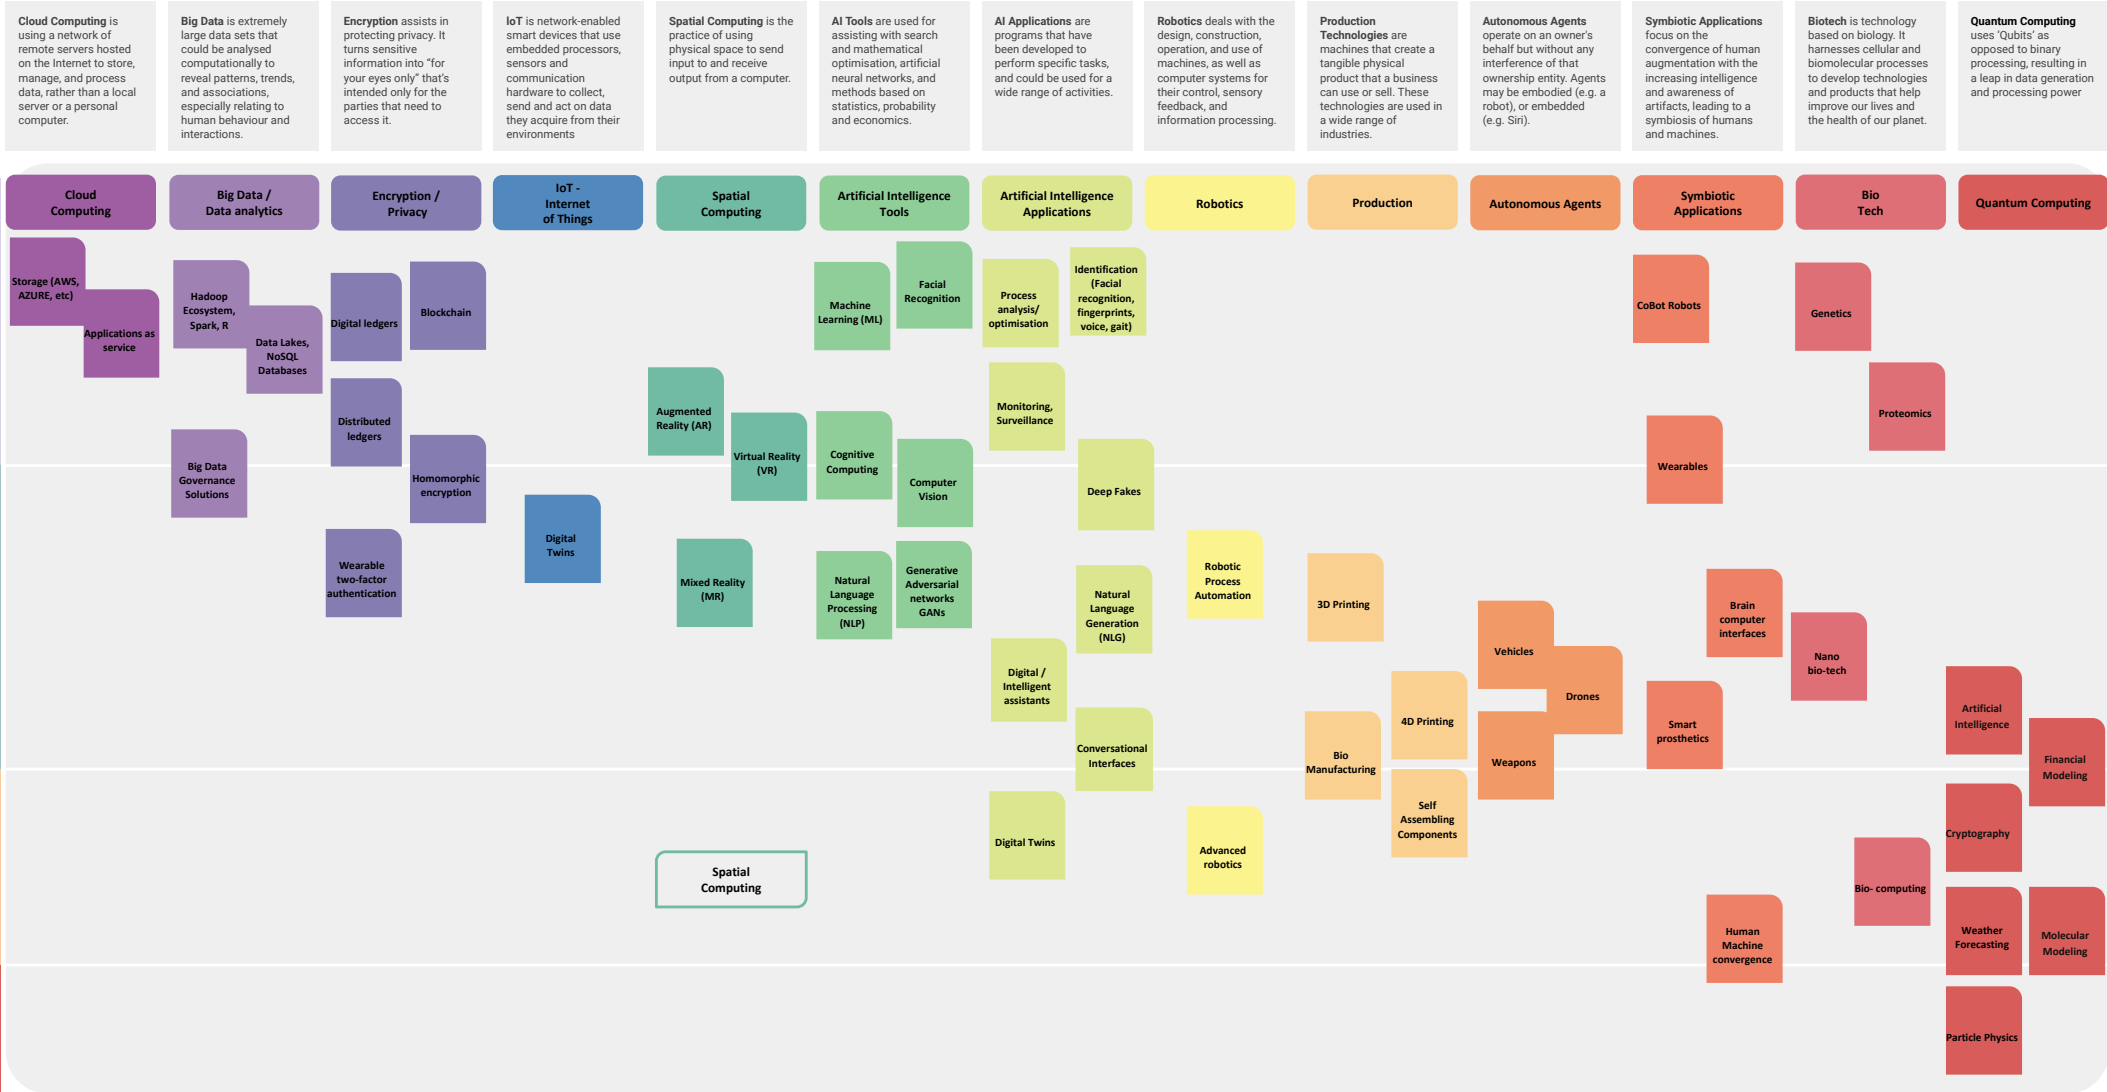 Cloud Computing is
using a network of
remote servers hosted
on the Internet to store,
manage, and process
data, rather than a local
server or a personal
computer.
Big Data is extremely
large data sets that
could be analysed
computationally to
reveal patterns, trends,
and associations,
especially relating to
human behaviour and
interactions.
Encryption assists in
protecting privacy. It
turns sensitive
information into “for
your eyes only” that’s
intended only for the
parties that need to
access it.
IoT is network-enabled
smart devices that use
embedded processors,
sensors and
communication
hardware to collect,
send and act on data
they acquire from their
environments
Spatial Computing is the
practice of using
physical space to send
input to and receive
output from a computer.
AI Tools are used for
assisting with search
and mathematical
optimisation, artificial
neural networks, and
methods based on
statistics, probability
and economics.
AI Applications are
programs that have
been developed to
perform specific tasks,
and could be used for a
wide range of activities.
Robotics deals with the
design, construction,
operation, and use of
machines, as well as
computer systems for
their control, sensory
feedback, and
information processing.
Production
Technologies are
machines that create a
tangible physical
product that a business
can use or sell. These
technologies are used in
a wide range of
industries.
Autonomous Agents
operate on an owner's
behalf but without any
interference of that
ownership entity. Agents
may be embodied (e.g. a
robot), or embedded
(e.g. Siri).
Symbiotic Applications
focus on the
convergence of human
augmentation with the
increasing intelligence
and awareness of
artifacts, leading to a
symbiosis of humans
and machines.
Biotech is technology
based on biology. It
harnesses cellular and
biomolecular processes
to develop technologies
and products that help
improve our lives and
the health of our planet.
Quantum Computing
uses ‘Qubits’ as
opposed to binary
processing, resulting in
a leap in data generation
and processing power
Cloud
Computing
Big Data /
Data analytics
Encryption /
Privacy
IoT -
Internet
of Things
Spatial
Computing
Artificial Intelligence
Tools
Artificial Intelligence
Applications
Robotics
Production
Autonomous Agents
Symbiotic
Applications
Bio
Tech
Quantum Computing
Storage (AWS,
AZURE, etc)
Applications as
service
Hadoop
Ecosystem,
Spark, R
Data Lakes,
NoSQL
Databases
Big Data
Governance
Solutions
Digital ledgers
Blockchain
Distributed
ledgers
Homomorphic
encryption
Wearable
two-factor
authentication
Digital
Twins
Augmented
Reality (AR)
Virtual Reality
(VR)
Mixed Reality
(MR)
Spatial
Computing
Machine
Learning (ML)
Facial
Recognition
Cognitive
Computing
Computer
Vision
Natural
Language
Processing
(NLP)
Generative
Adversarial
networks
GANs
Process
analysis/
optimisation
Identification
(Facial
recognition,
fingerprints,
voice, gait)
Monitoring,
Surveillance
Deep Fakes
Natural
Language
Generation
(NLG)
Digital /
Intelligent
assistants
Conversational
Interfaces
Digital Twins
Robotic
Process
Automation
Advanced
robotics
3D Printing
4D Printing
Bio
Manufacturing
Self
Assembling
Components
Vehicles
Drones
Weapons
CoBot Robots
Wearables
Brain
computer
interfaces
Smart
prosthetics
Human
Machine
convergence
Genetics
Proteomics
Nano
bio-tech
Bio- computing
Artificial
Intelligence
Financial
Modeling
Cryptography
Weather
Forecasting
Molecular
Modeling
Particle Physics